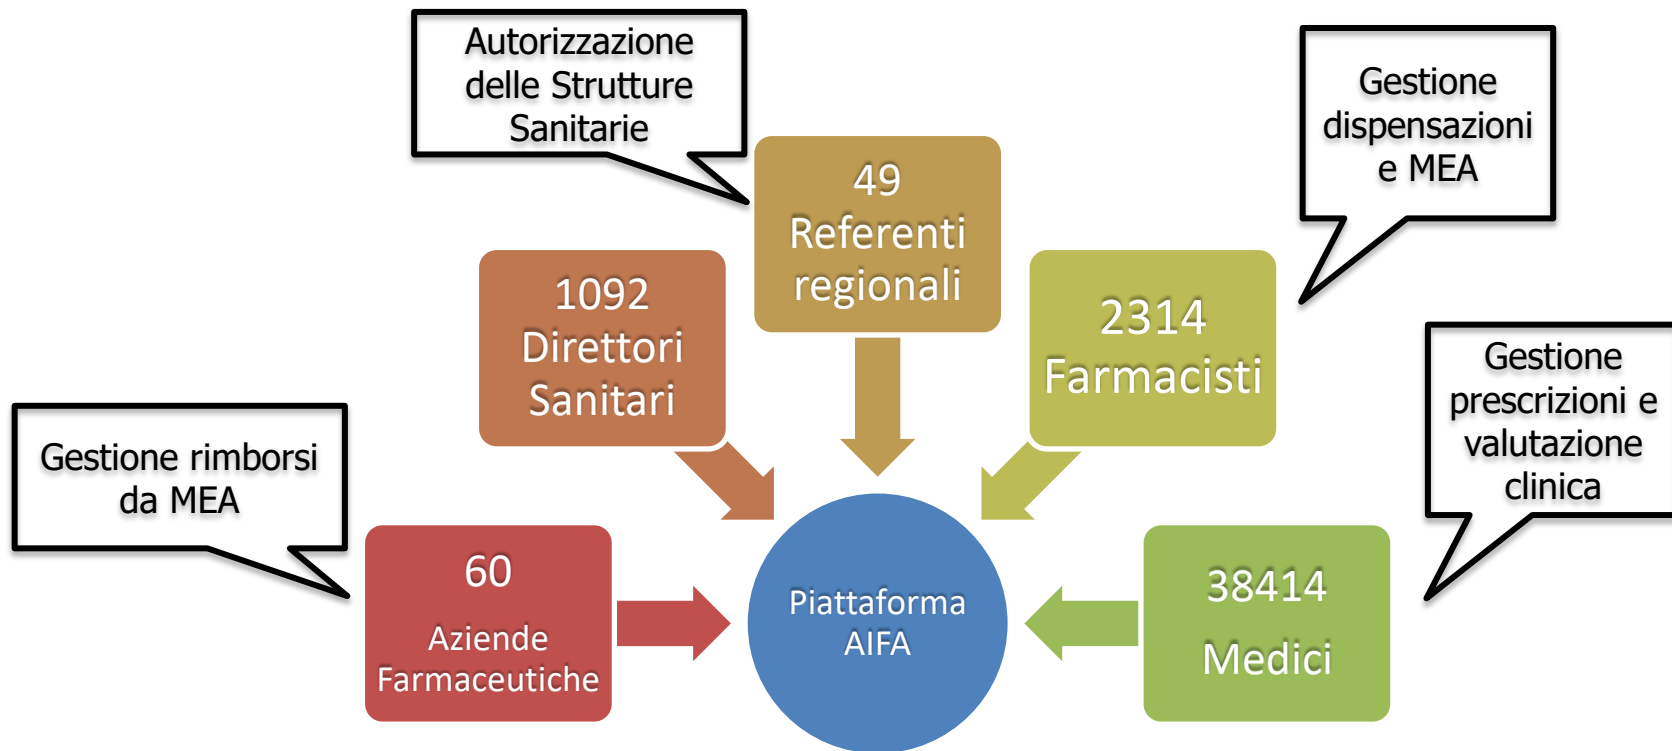 Autorizzazione
delle Strutture
Sanitarie
Gestione
dispensazioni
e MEA
49
Referenti
regionali
1092
Direttori
Sanitari
2314
Farmacisti
Gestione
prescrizioni e
valutazione
clinica
Gestione rimborsi
da MEA
60
Aziende
Farmaceutiche
Piattaforma
AIFA
38414
Medici